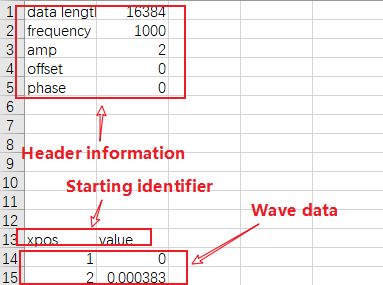 1 data lengtl 16384
2 frequency 1000
3 amp 2
4 offset 0
5 phase 0
6
7
8
Header information
9
10
Starting identifier
11
Wave data
12
13 xpos value
14 1 0
15 2 0.000383